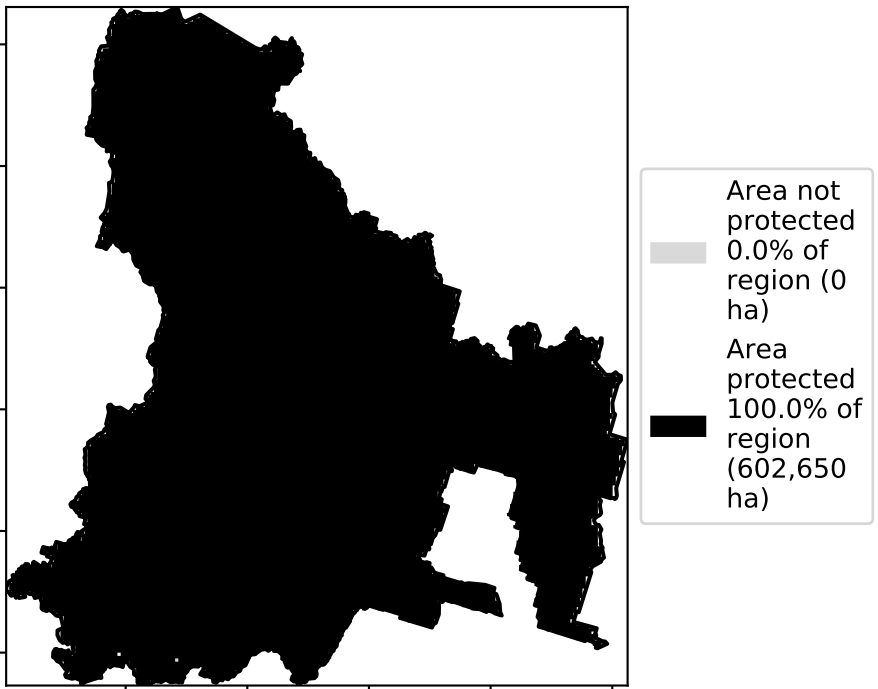 Area not
protected
0.0% of
region (0
ha)
Area
protected
100.0% of
region
(602,650
ha)